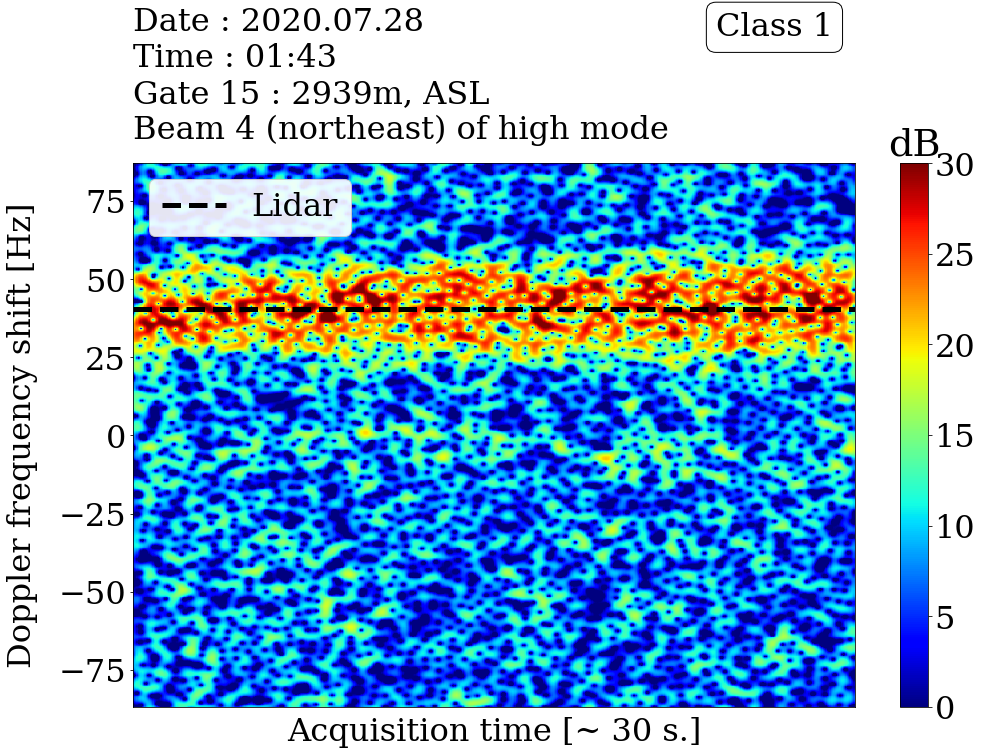 Date : 2020.07.28
Time : 01:43
Gate 15 : 2939m, ASL
Beam 4 (northeast) of high mode
Class 1
dB
Lidar
Doppler frequency shift [Hz]
75
50
25
0
−25
−50
−75
30
25
20
15
10
5
0
Acquisition time [~ 30 s.]